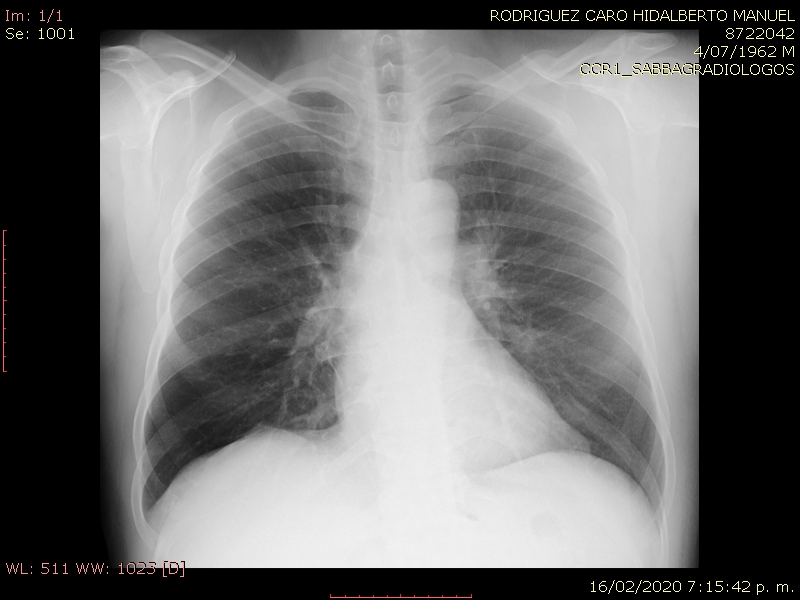 Im: 1/1
Se: 1001
RODRIGUEZ CARO HIDALBERTO MANUEL
8722042
4/07/1962 M
CCR1_SABBAGRADIOLOGOS
WL: 511 WW: 1023 [D]
16/02/2020 7:15:42 p. m.